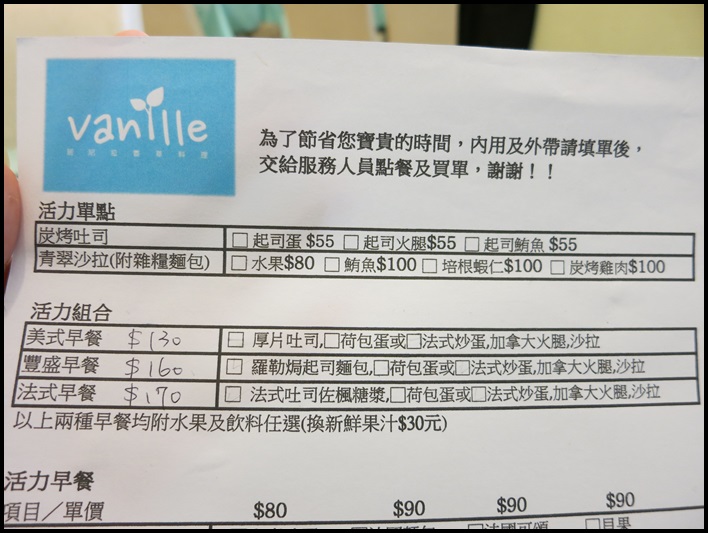 vanille
為了節省您寶貴的時間，內用及外帶請填單後，
交給服務人員點餐及買單，謝謝！！
活力單點
炭烤吐司 □ 起司蛋 $55 □ 起司火腿$55 □ 起司鮪魚 $55
青翠沙拉(附雜糧麵包) □ 水果$80 □ 鮪魚$100 □ 培根蝦仁$100 □ 炭烤雞肉$100
活力組合
美式早餐 $130 □ 厚片吐司,□荷包蛋或□法式炒蛋,加拿大火腿,沙拉
豐盛早餐 $160 □ 羅勒焗起司麵包,□荷包蛋或□法式炒蛋,加拿大火腿,沙拉
法式早餐 $170 □ 法式吐司佐楓糖漿,□荷包蛋或□法式炒蛋,加拿大火腿,沙拉
以上兩種早餐均附水果及飲料任選(換新鮮果汁$30元)
活力早餐
項目／單價 $80 $90 $90 $90